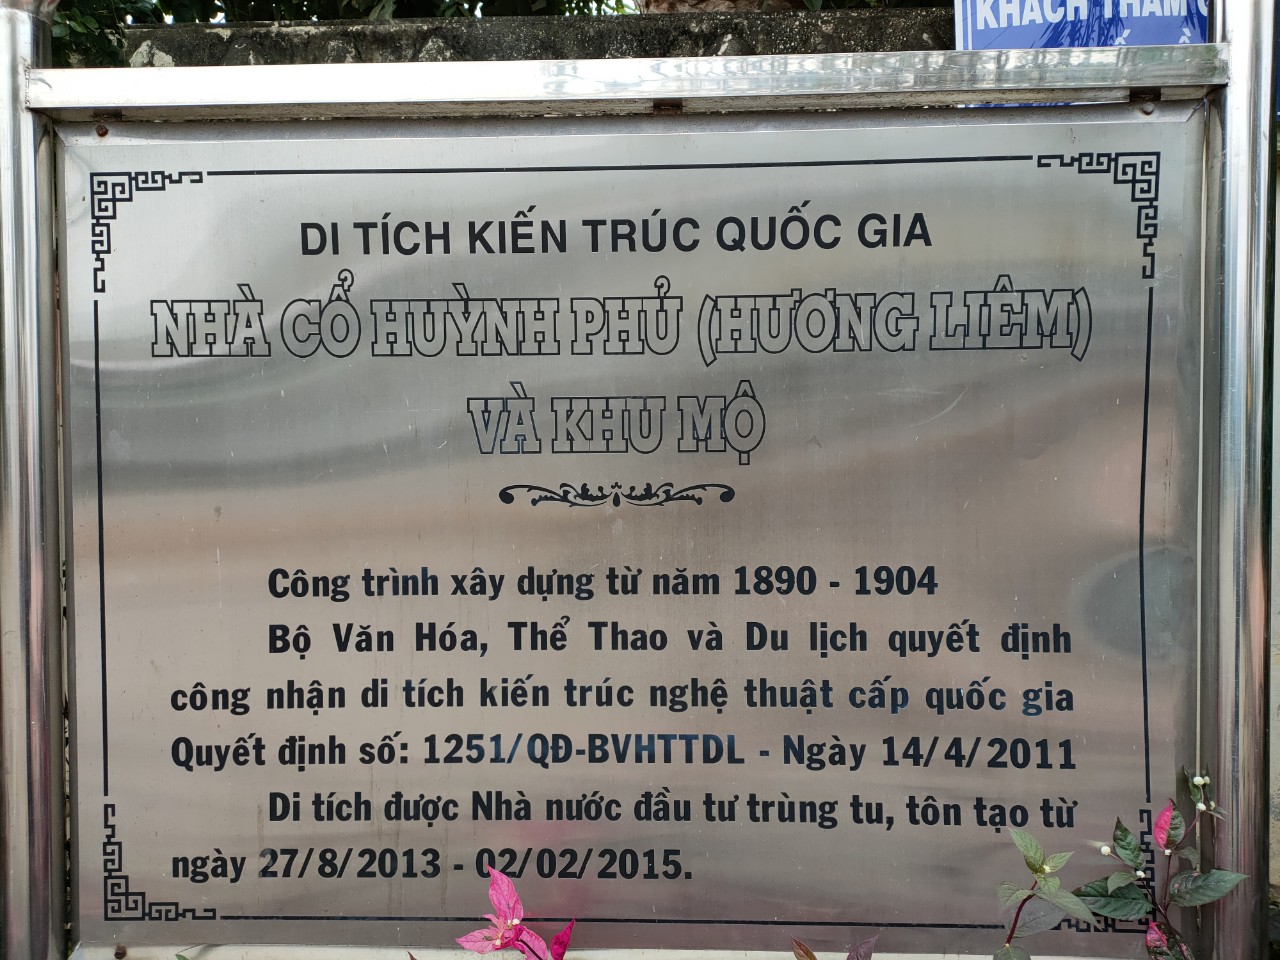 KHÁCH THAM
DI TÍCH KIẾN TRÚC QUỐC GIA
NHÀ CỔ HUỲNH PHỦ (HƯƠNG LIÊM)
VÀ KHU MỘ
Công trình xây dựng từ năm 1890 - 1904
Bộ Văn Hóa, Thể Thao và Du lịch quyết định
công nhận di tích kiến trúc nghệ thuật cấp quốc gia
Quyết định số: 1251/QĐ-BVHTTDL - Ngày 14/4/2011
Di tích được Nhà nước đầu tư trùng tu, tôn tạo từ
ngày 27/8/2013 - 02/02/2015.